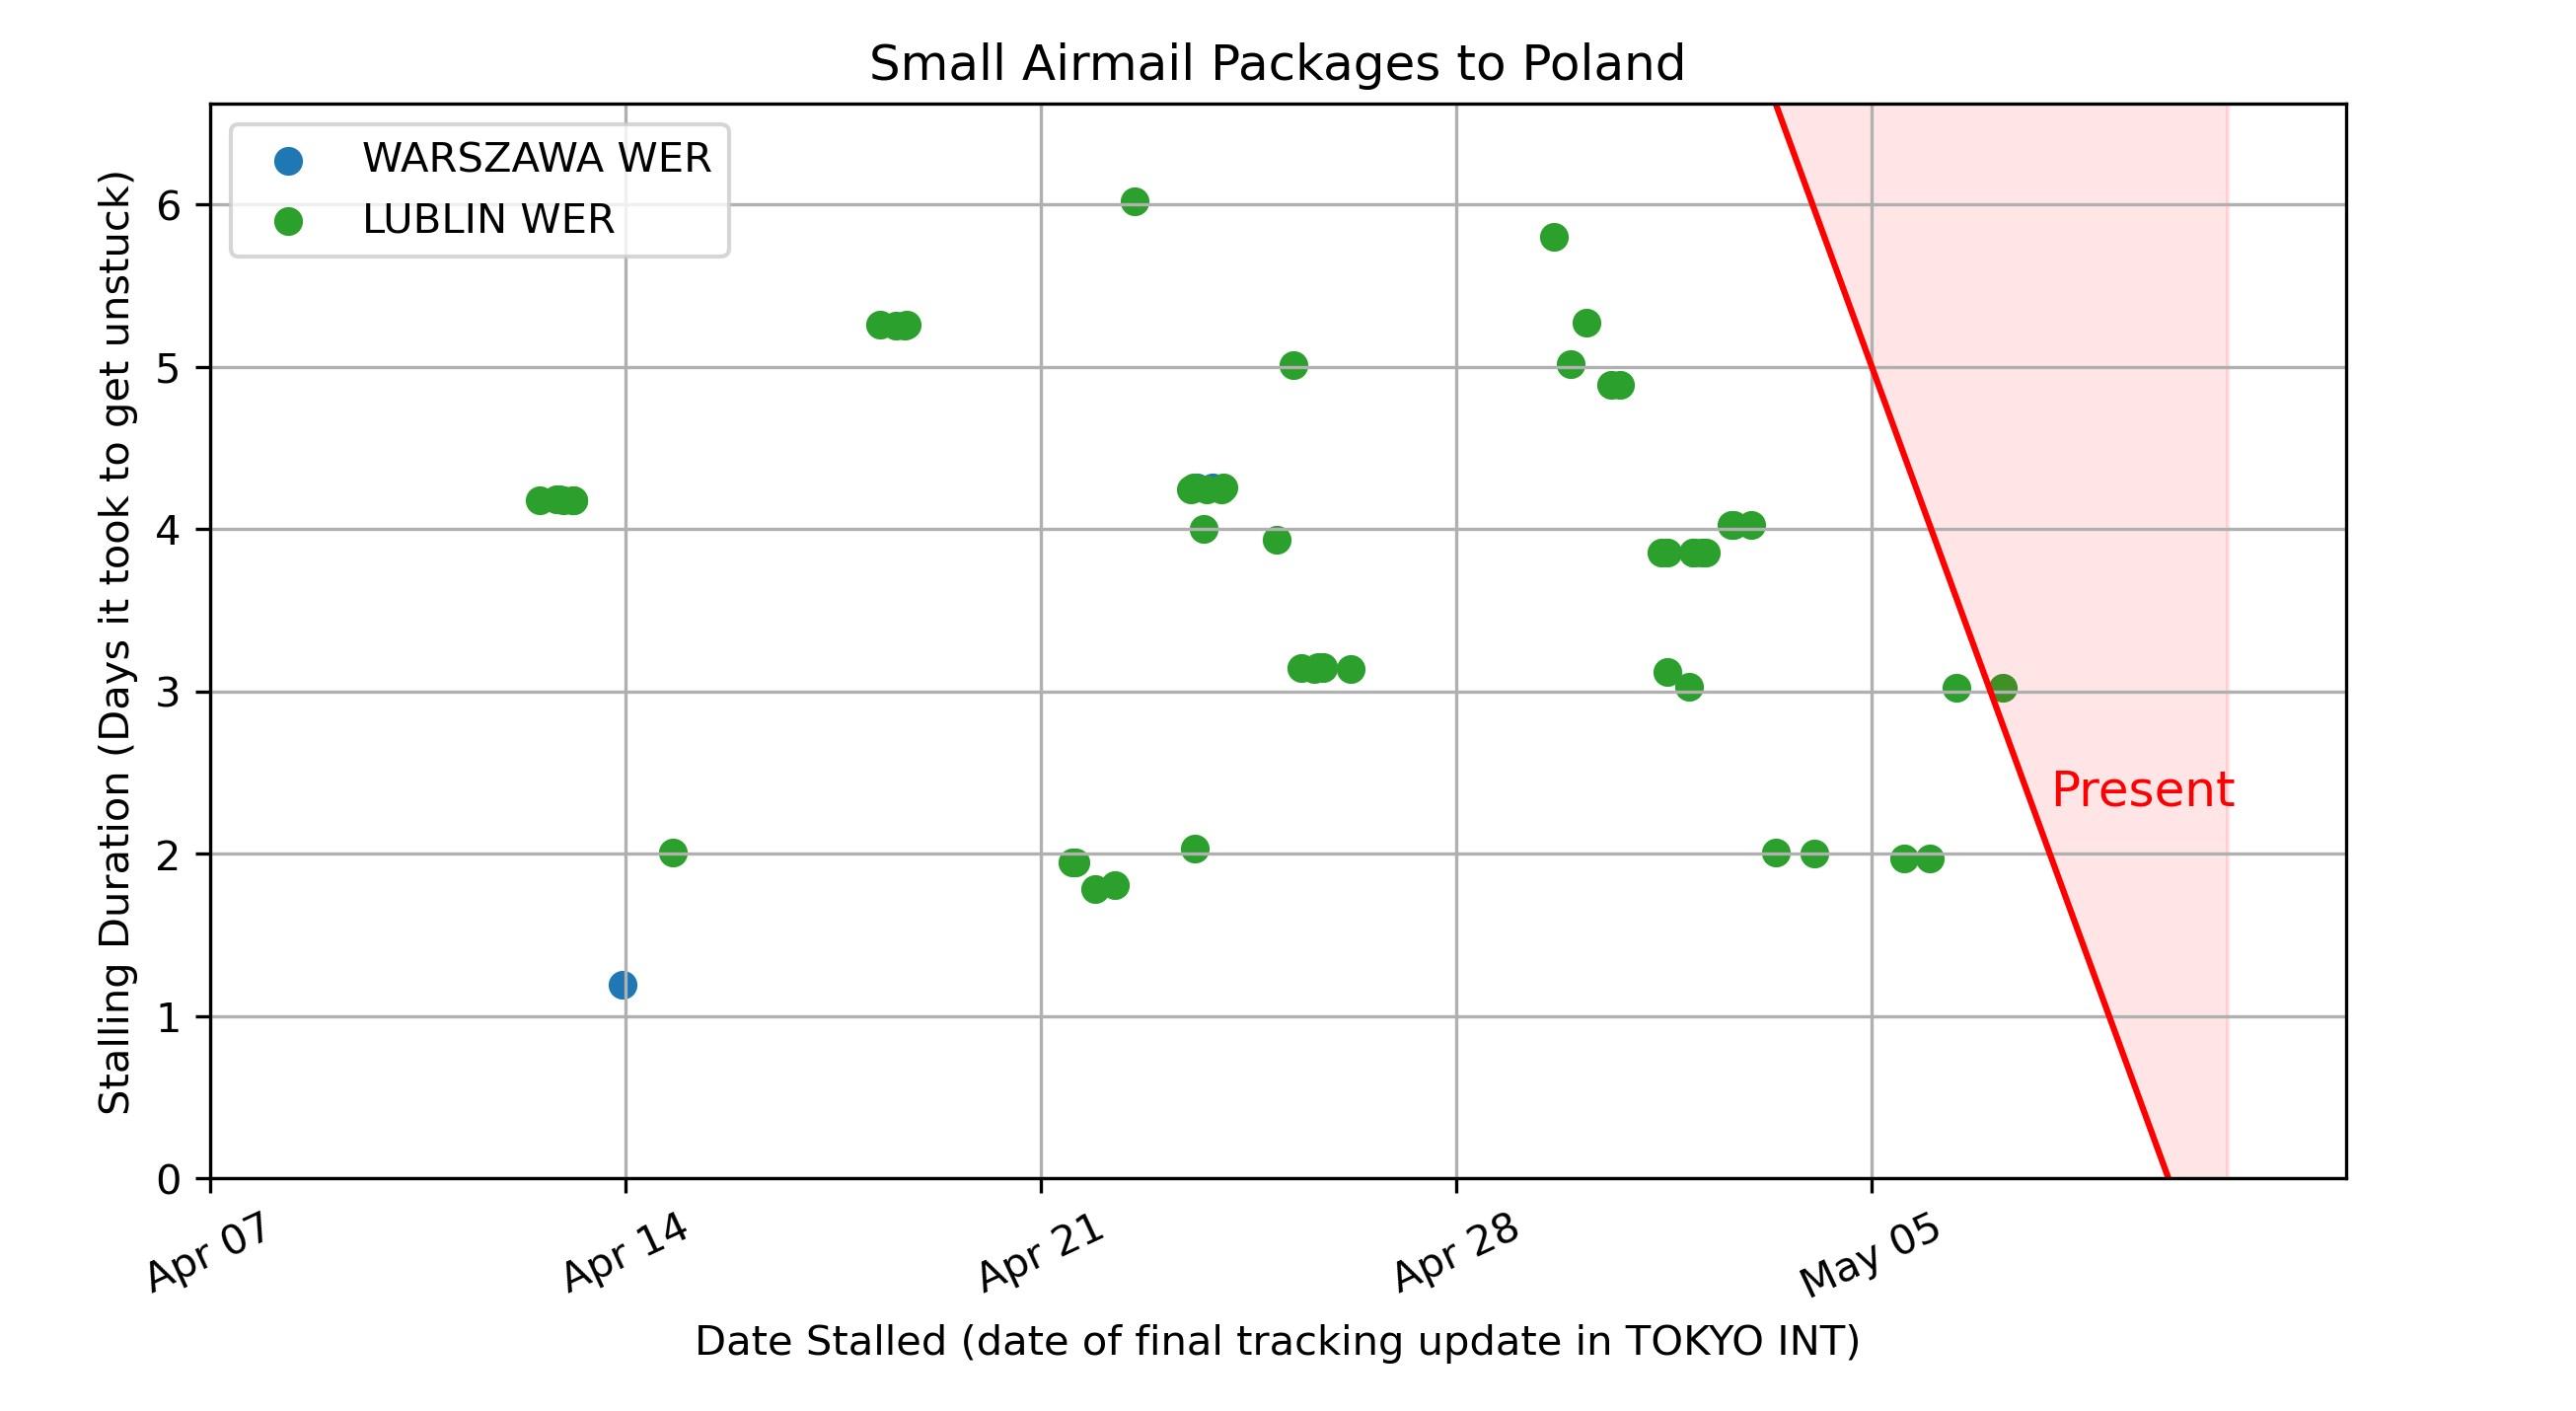 Small Airmail Packages to Poland
WARSZAWA WER
LUBLIN WER
Stalling Duration (Days it took to get unstuck)
6
5
4
3
2
1
0
Present
Apr 07
Apr 14
Apr 21
Apr 28
May 05
Date Stalled (date of final tracking update in TOKYO INT)